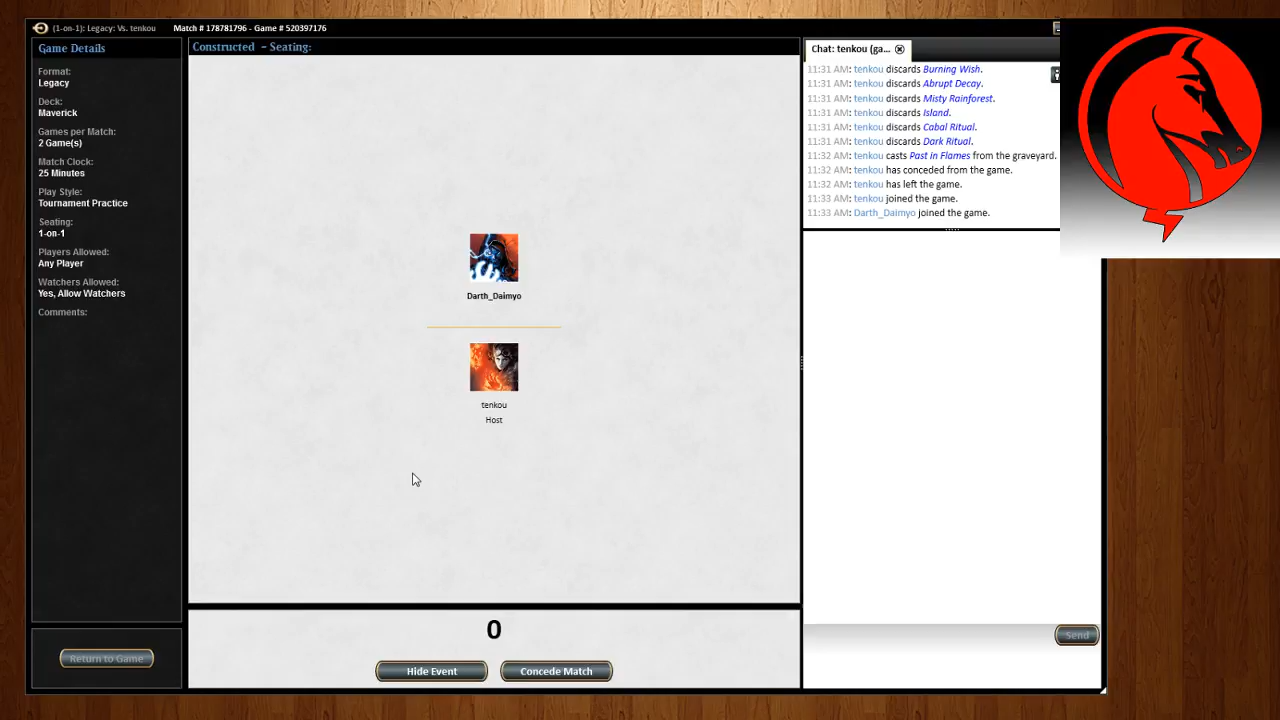 (1-on-1): Legacy: Vs. tenkou
Match # 178781796 - Game # 520397176
Game Details
Format:
Legacy
Deck:
Maverick
Games per Match:
2 Game(s)
Match Clock:
25 Minutes
Play Style:
Tournament Practice
Seating:
1-on-1
Players Allowed:
Any Player
Watchers Allowed:
Yes, Allow Watchers
Comments:
Return to Game
Constructed - Seating:
Darth_Daimyo
tenkou
Host
0
Hide Event
Concede Match
Chat: tenkou (ga...
11:31 AM: tenkou discards Burning Wish.
11:31 AM: tenkou discards Abrupt Decay.
11:31 AM: tenkou discards Misty Rainforest.
11:31 AM: tenkou discards Island.
11:31 AM: tenkou discards Cabal Ritual.
11:31 AM: tenkou discards Dark Ritual.
11:32 AM: tenkou casts Past in Flames from the graveyard.
11:32 AM: tenkou has conceded from the game.
11:32 AM: tenkou has left the game.
11:33 AM: tenkou joined the game.
11:33 AM: Darth_Daimyo joined the game.
Send